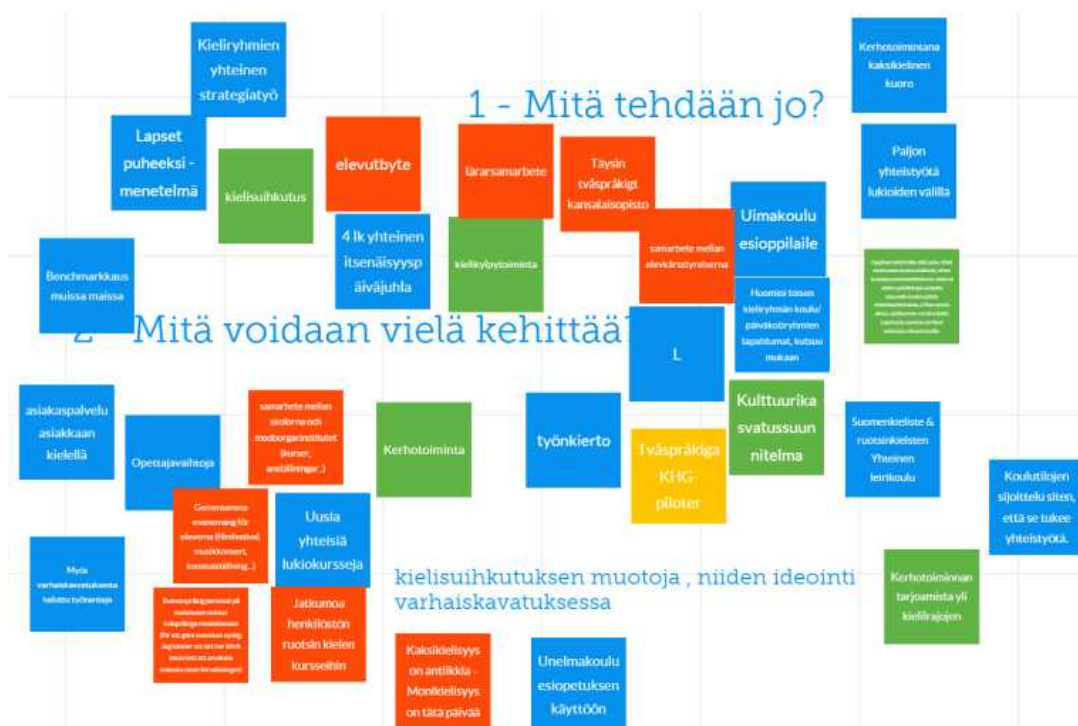 Kieliryhmien
yhteinen
strategiatyö
Kerhotoimintana
kaksikielinen
kuoro
1 - Mitä tehdään jo?
Lapset
puheeksi -
menetelmä
kielisuihkutus
elevutbyte
lärarsamarbete
Täysin
tvåspråkigt
kansalaisopisto
Paljon
yhteistyötä
lukioiden välillä
4 lk yhteinen
itsenäisyysp
äiväjuhla
kielikylpytoiminta
samarbete mellan
elevkårsstyrelserna
Uimakoulu
esioppilaile
Benchmarkkaus
muissa maissa
Huomioi toisen
kieliryhmän koulu/
päiväkotiryhmien
tapahtumat, kutsuu
mukaan
Mitä voidaan vielä kehittää?
L
asiakaspalvelu
asiakkaan
kielellä
Opettajavaihtoja
samarbete mellan
skolorna och
medborgarinstitutet
(kurser,
anställningar,.)
Kerhotoiminta
työnkierto
Tvåspråkiga
KHG-
piloter
Kulttuurika
svatussuun
nitelma
Suomenkieliste &
ruotsinkielisten
Yhteinen
leirikoulu
Koulutilojen
sijoittelu siten,
että se tukee
yhteistyötä.
Gemensamma
evenemang för
eleverna (filmfestival,
musikkonsert,
konstutställning...)
Uusia
yhteisiä
lukiokursseja
Myös
varhaiskasvatuksesta
haluttu työnantaja
kielisuihkutuksen muotoja , niiden ideointi
varhaiskavatuksessa
Kerhotoiminnan
tarjoamista yli
kielirajojen
Jatkumoa
henkilöstön
ruotsin kielen
kursseihin
Kaksikielisyys
on antiikkia -
Monikielisyys
on tätä päivää
Unelmakoulu
esiopetuksen
käyttöön